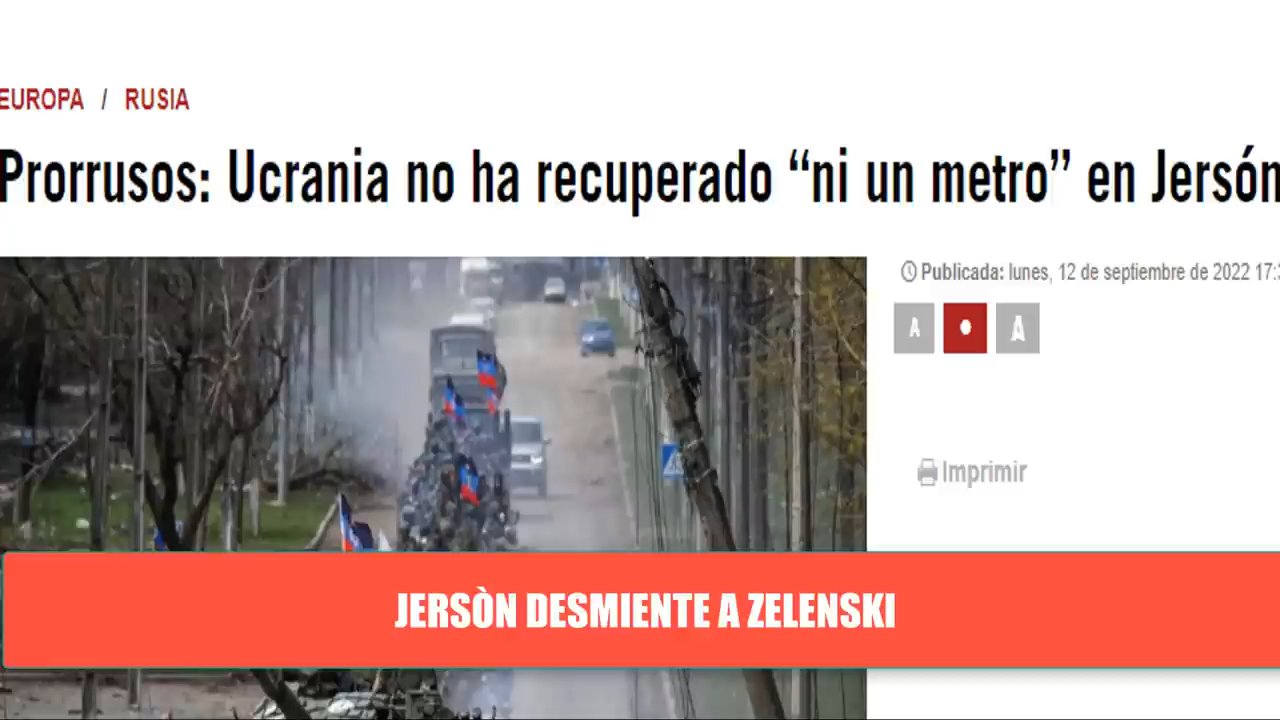 EUROPA / RUSIA
Prorrusos: Ucrania no ha recuperado “ni un metro” en Jersón
Publicada: lunes, 12 de septiembre de 2022 17:
A A
Imprimir
JERSÒN DESMIENTE A ZELENSKI